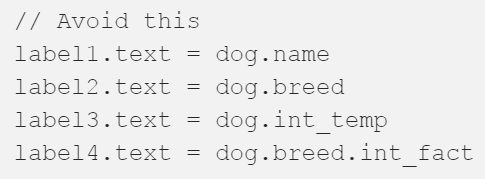 // Avoid this
label1.text = dog.name
label2.text = dog.breed
label3.text = dog.int_temp
label4.text = dog.breed.int_fact